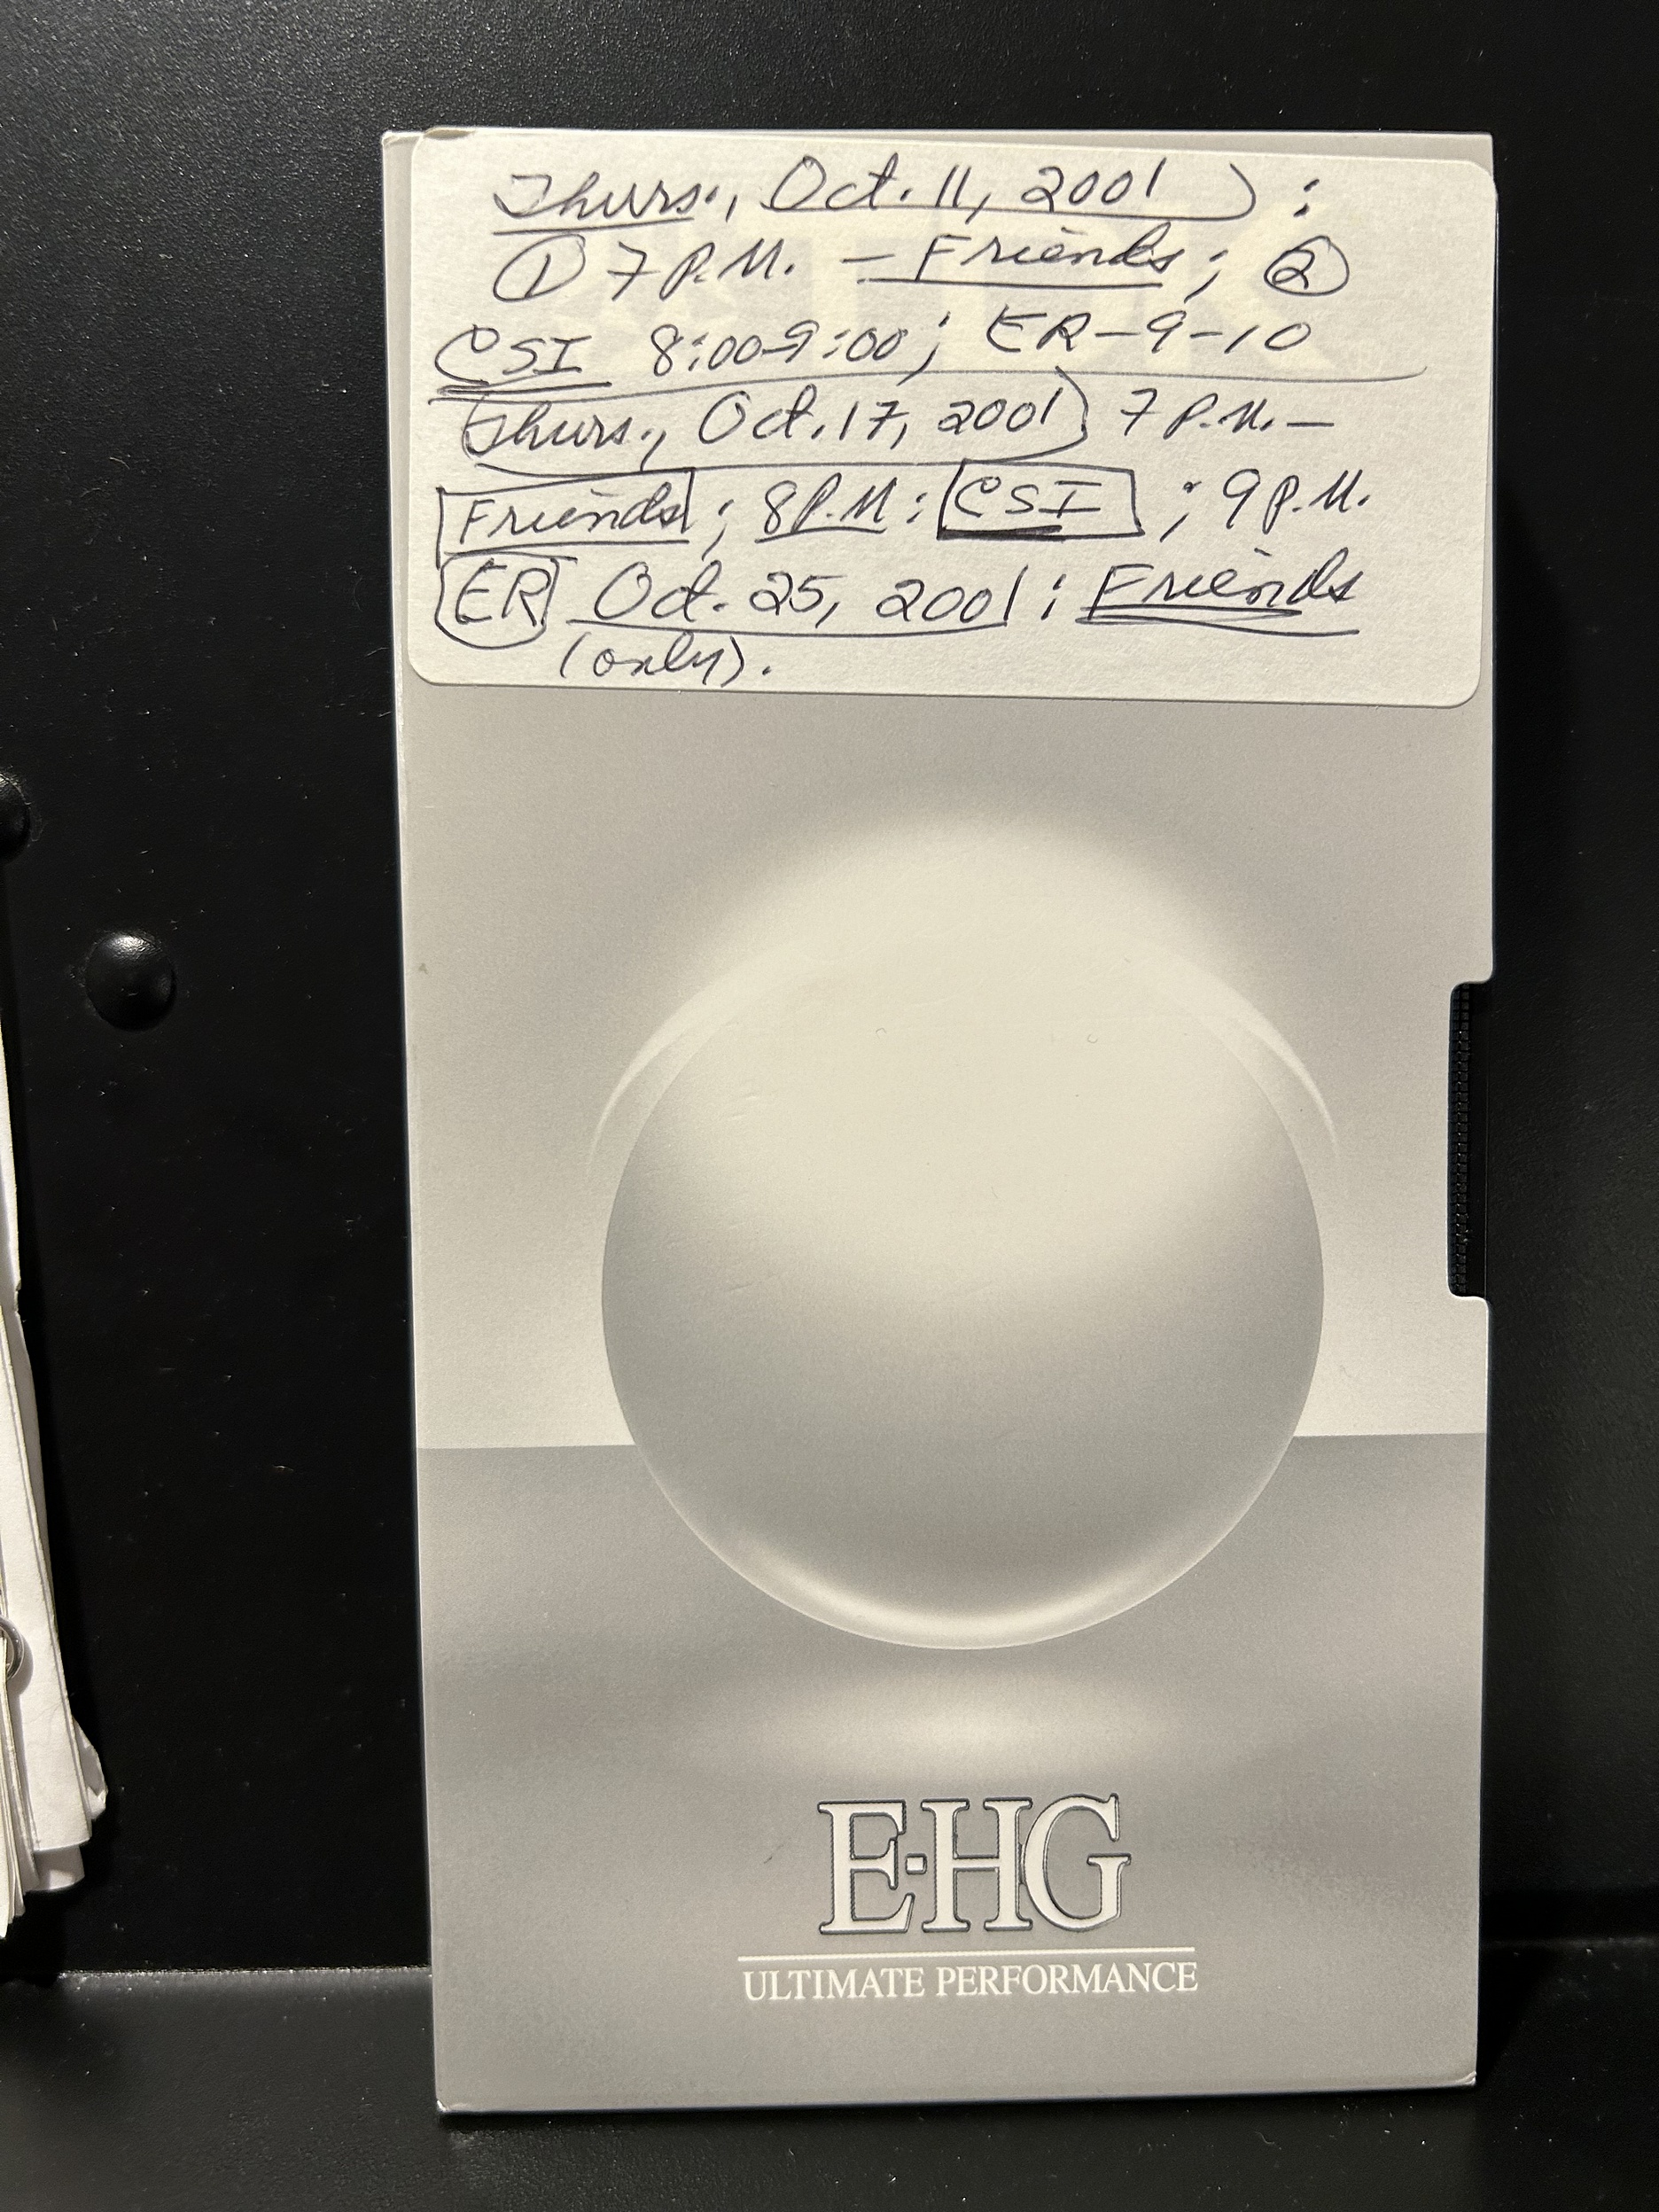 Thurs., Oct. 11, 2001) :
① 7 P.M. – Friends ; ②
CSI 8:00-9:00 ; ER-9-10
Thurs., Oct. 17, 2001) 7 P.M. –
Friends ; 8 P.M : CSI ; 9 P.M.
ER Oct. 25, 2001 : Friends
(only).
E·HG
ULTIMATE PERFORMANCE